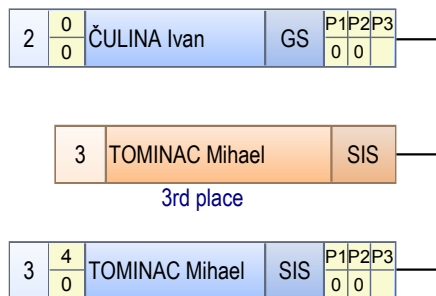 2 0 0 ČULINA Ivan GS P1 P2 P3 0 0
3 TOMINAC Mihael SIS
3rd place
3 4 0 TOMINAC Mihael SIS P1 P2 P3 0 0